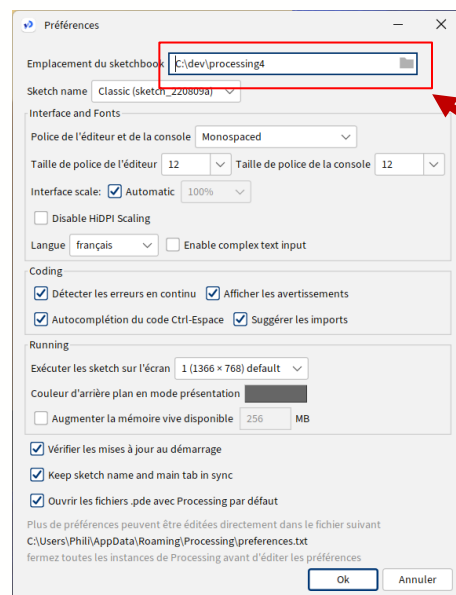 Préférences
Emplacement du sketchbook C:\dev\processing4
Sketch name Classic (sketch_220809a)
Interface and Fonts
Police de l'éditeur et de la console Monospaced
Taille de police de l'éditeur 12 Taille de police de la console 12
Interface scale: Automatic 100%
Disable HiDPI Scaling
Langue français Enable complex text input
Coding
Détecter les erreurs en continu Afficher les avertissements
Autocomplétion du code Ctrl-Espace Suggérer les imports
Running
Exécuter les sketch sur l'écran 1 (1366 × 768) default
Couleur d'arrière plan en mode présentation
Augmenter la mémoire vive disponible 256 MB
Vérifier les mises à jour au démarrage
Keep sketch name and main tab in sync
Ouvrir les fichiers .pde avec Processing par défaut
Plus de préférences peuvent être éditées directement dans le fichier suivant
C:\Users\Phili\AppData\Roaming\Processing\preferences.txt
fermez toutes les instances de Processing avant d'éditer les préférences
Ok Annuler